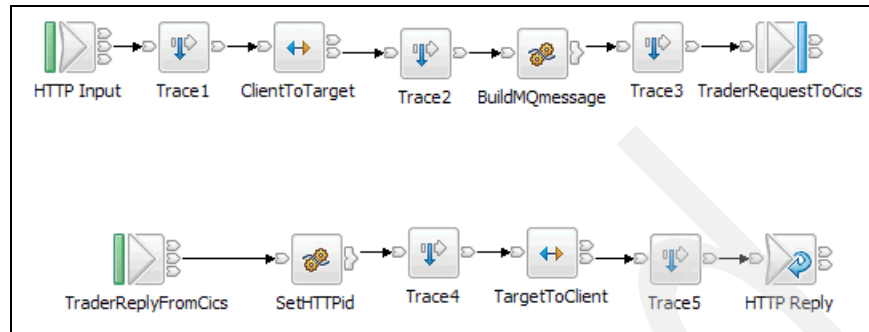 HTTP Input Trace1 ClientToTarget Trace2 BuildMQmessage Trace3 TraderRequestToCics
TraderReplyFromCics SetHTTPid Trace4 TargetToClient Trace5 HTTP Reply